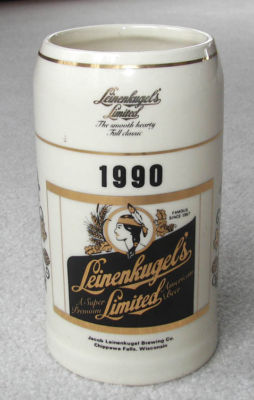 Leinenkugel's
Limited
The smooth hearty
Full classic
1990
FAMOUS
SINCE 1867
Leinenkugel's
Limited
A Super
Premium
American
Beer
Jacob Leinenkugel Brewing Co.
Chippewa Falls, Wisconsin